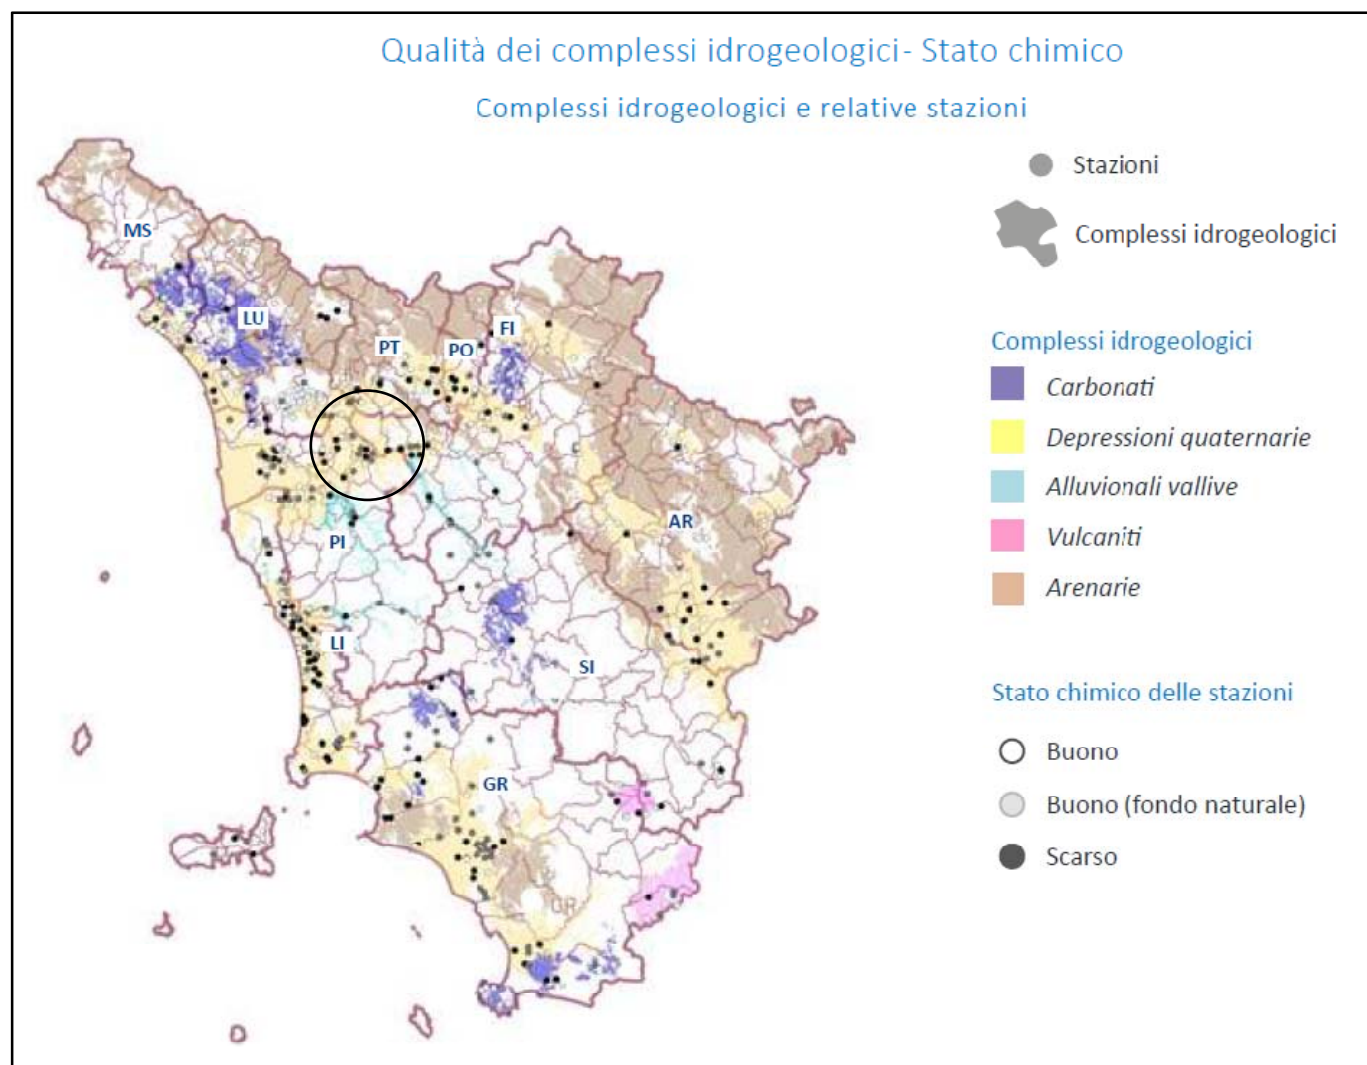 Qualità dei complessi idrogeologici- Stato chimico
Complessi idrogeologici e relative stazioni
Stazioni
Complessi idrogeologici
MS
LU
PT
PO
FI
PI
AR
LI
SI
GR
GR
Complessi idrogeologici
Carbonati
Depressioni quaternarie
Alluvionali vallive
Vulcaniti
Arenarie
Stato chimico delle stazioni
Buono
Buono (fondo naturale)
Scarso